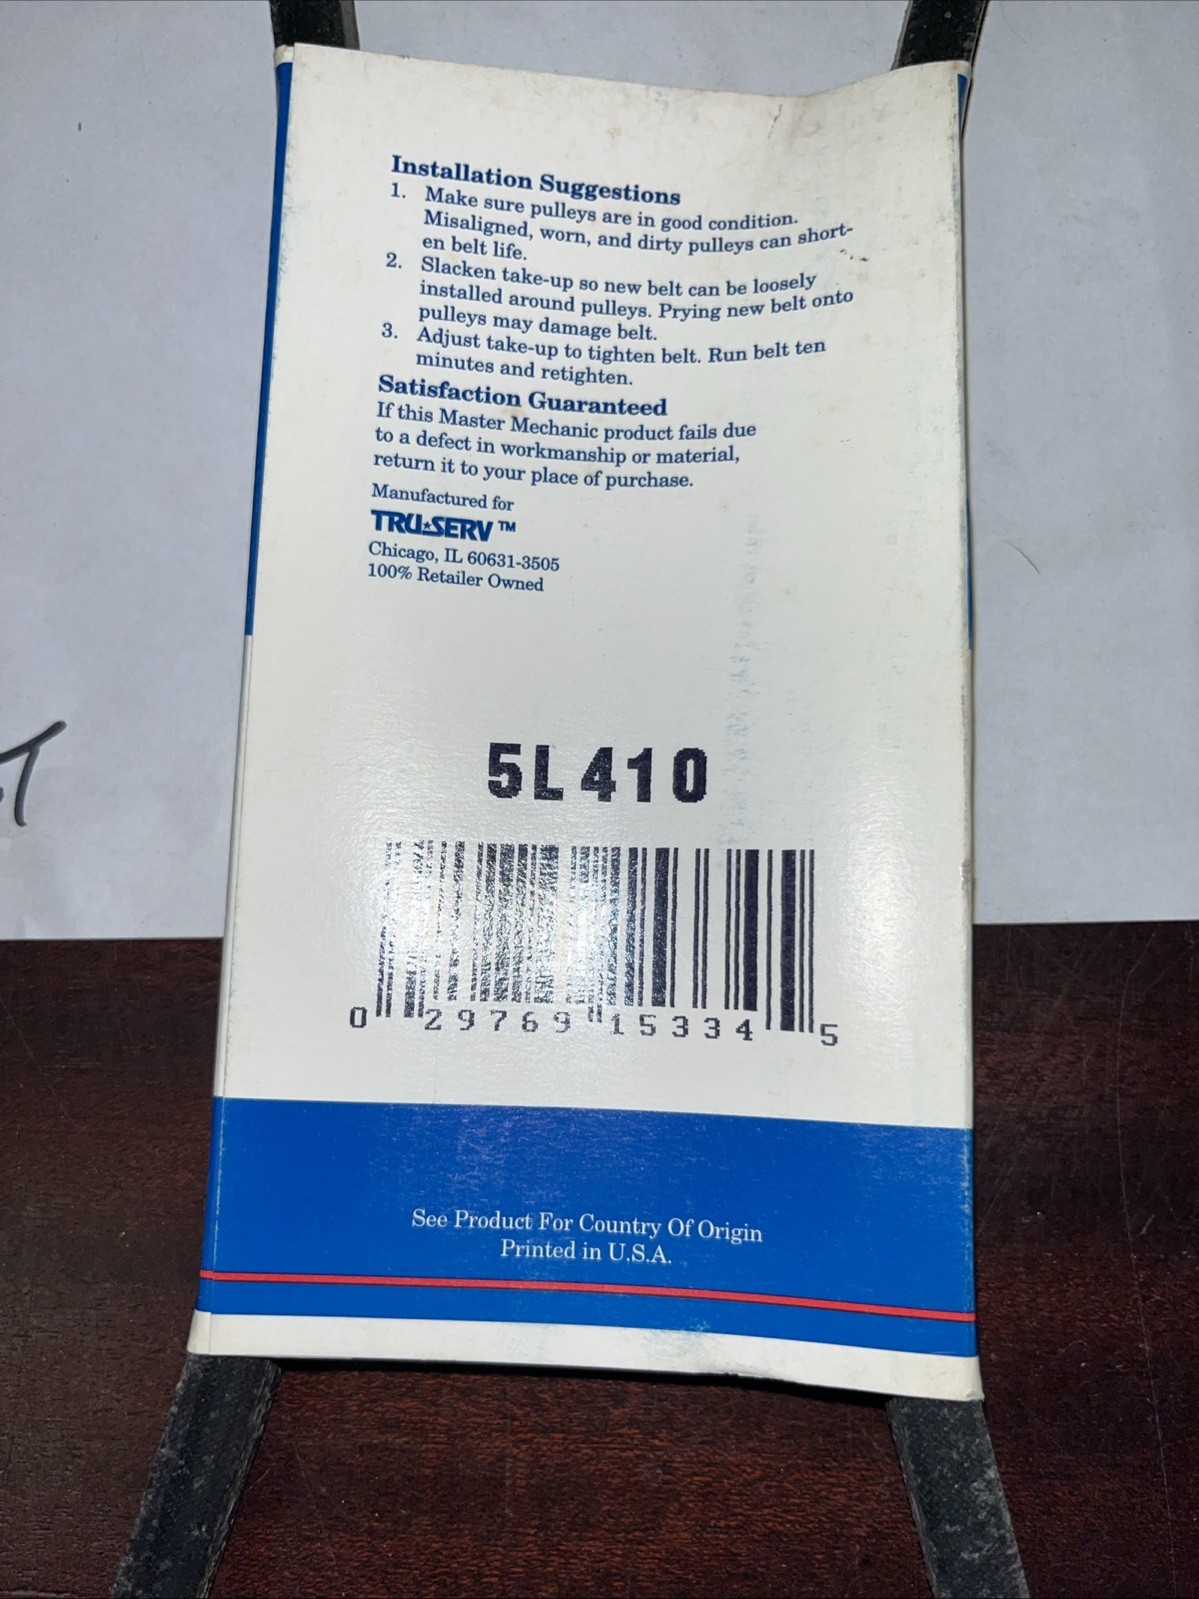 Installation Suggestions
1. Make sure pulleys are in good condition.
Misaligned, worn, and dirty pulleys can short-
en belt life.
2. Slacken take-up so new belt can be loosely
installed around pulleys. Prying new belt onto
pulleys may damage belt.
3. Adjust take-up to tighten belt. Run belt ten
minutes and retighten.
Satisfaction Guaranteed
If this Master Mechanic product fails due
to a defect in workmanship or material,
return it to your place of purchase.
Manufactured for
TRU★SERV™
Chicago, IL 60631-3505
100% Retailer Owned
5L410
0 29769 15334 5
See Product For Country Of Origin
Printed in U.S.A.